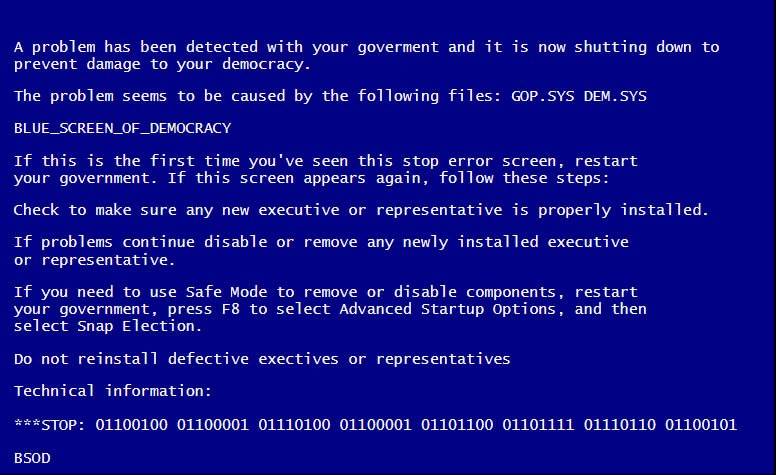 A problem has been detected with your goverment and it is now shutting down to
prevent damage to your democracy.
The problem seems to be caused by the following files: GOP.SYS DEM.SYS
BLUE_SCREEN_OF_DEMOCRACY
If this is the first time you've seen this stop error screen, restart
your government. If this screen appears again, follow these steps:
Check to make sure any new executive or representative is properly installed.
If problems continue disable or remove any newly installed executive
or representative.
If you need to use Safe Mode to remove or disable components, restart
your government, press F8 to select Advanced Startup Options, and then
select Snap Election.
Do not reinstall defective exectives or representatives
Technical information:
***STOP: 01100100 01100001 01110100 01100001 01101100 01101111 01110110 01100101
BSOD